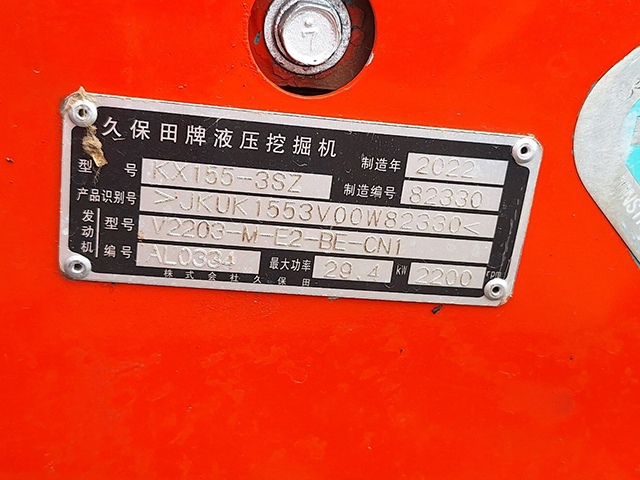 7
久保田牌液压挖掘机
型号 KX155-3SZ 制造年 2022
制造编号 82330
产品识别号 >JKUK1553V00W82330<
发动机 型号 V2203-M-E2-BE-CN1
编号 AL0334 最大功率 29.4 kW 2200 rpm
株式会社久保田